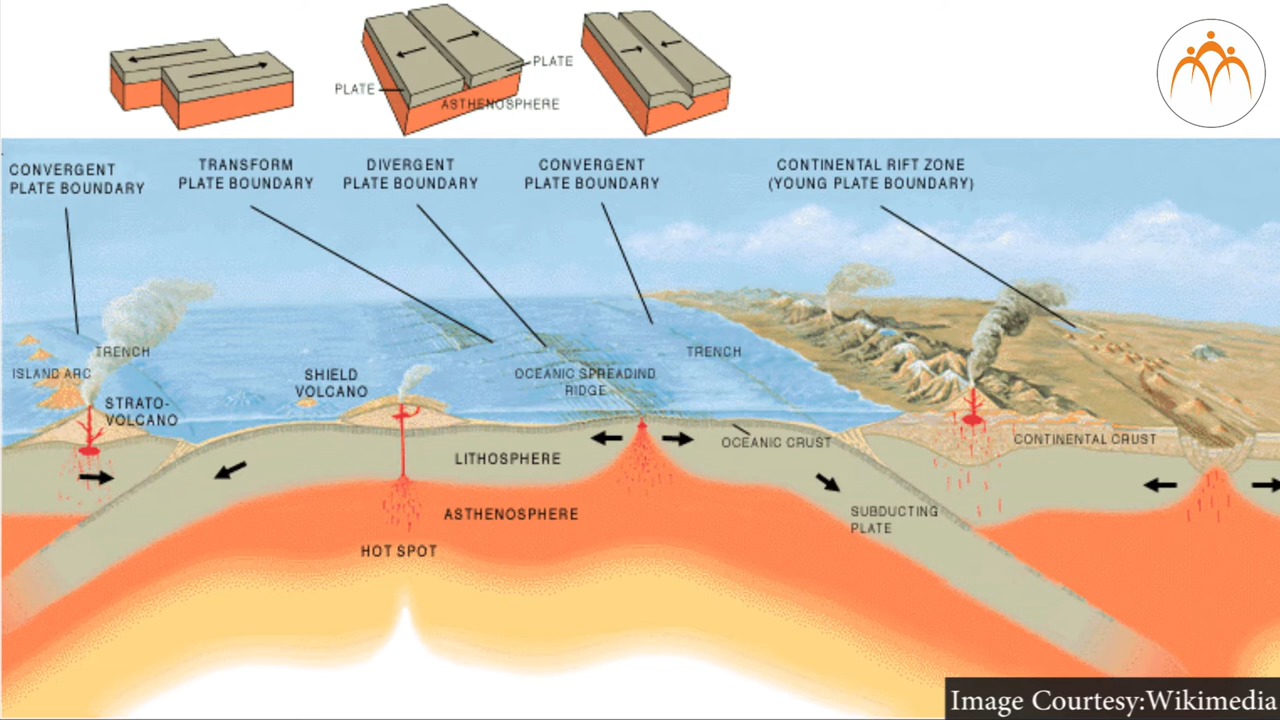 PLATE
PLATE
ASTHENOSPHERE
CONVERGENT
PLATE BOUNDARY
TRANSFORM
PLATE BOUNDARY
DIVERGENT
PLATE BOUNDARY
CONVERGENT
PLATE BOUNDARY
CONTINENTAL RIFT ZONE
(YOUNG PLATE BOUNDARY)
TRENCH
ISLAND ARC
STRATO-
VOLCANO
SHIELD
VOLCANO
OCEANIC SPREADIND
RIDGE
TRENCH
OCEANIC CRUST
CONTINENTAL CRUST
LITHOSPHERE
ASTHENOSPHERE
SUBDUCTING
PLATE
HOT SPOT
Image Courtesy:Wikimedia